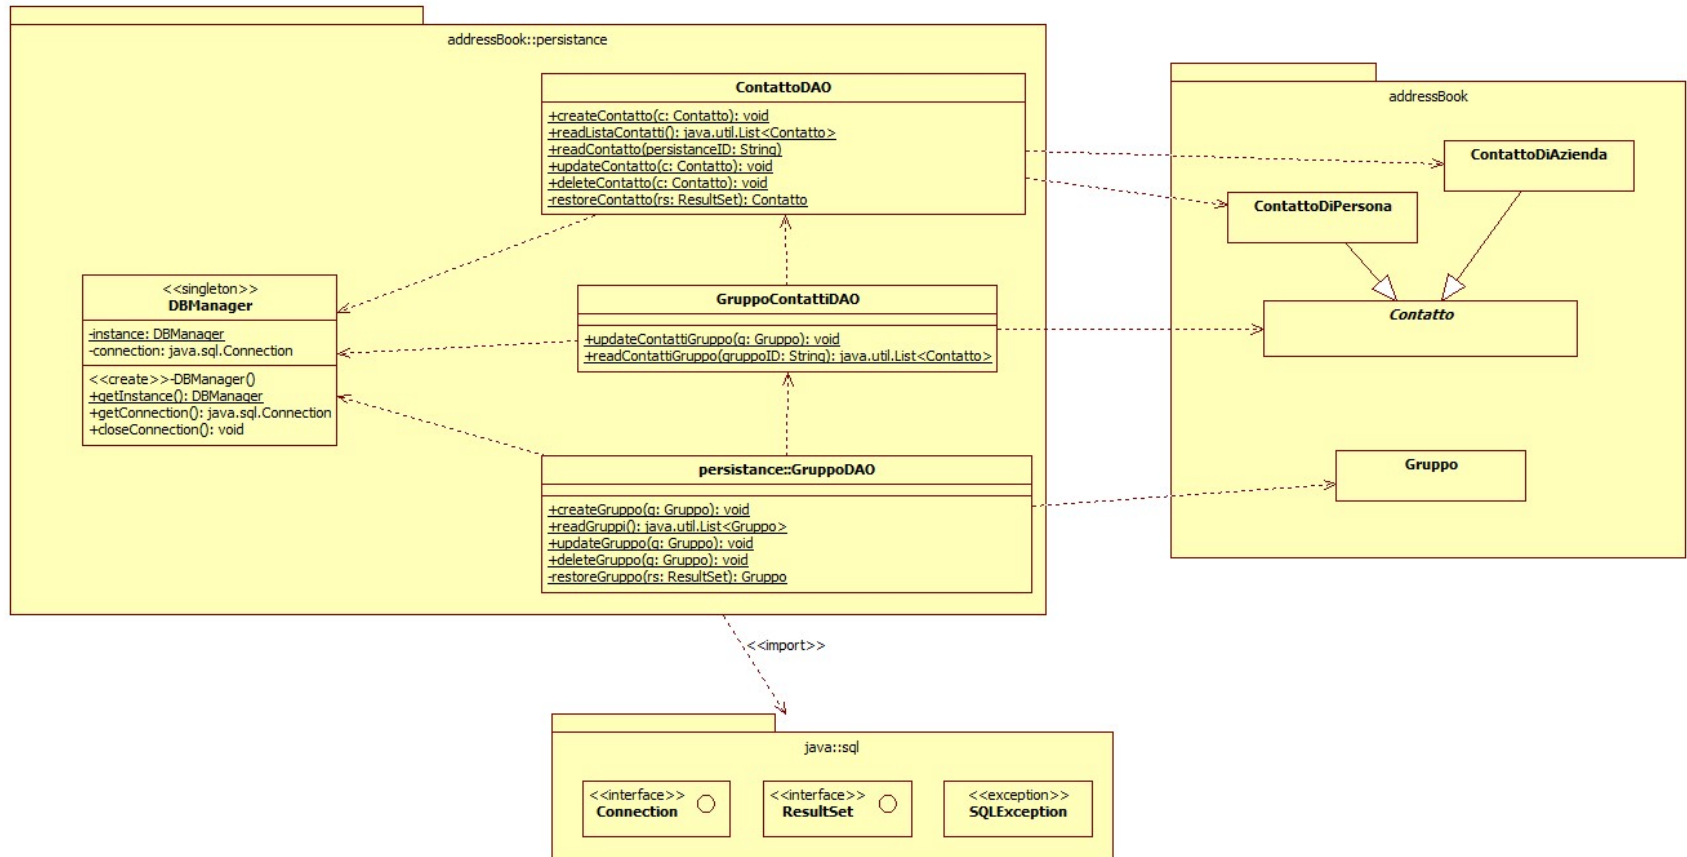 addressBook::persistance
ContattoDAO
+createContatto(c: Contatto): void
+readListaContatti(): java.util.List<Contatto>
+readContatto(persistanceID: String)
+updateContatto(c: Contatto): void
+deleteContatto(c: Contatto): void
-restoreContatto(rs: ResultSet): Contatto
<<singleton>>
DBManager
-instance: DBManager
-connection: java.sql.Connection
<<create>>-DBManager()
+getInstance(): DBManager
+getConnection(): java.sql.Connection
+closeConnection(): void
GruppoContattiDAO
+updateContattiGruppo(g: Gruppo): void
+readContattiGruppo(gruppoID: String): java.util.List<Contatto>
persistance::GruppoDAO
+createGruppo(g: Gruppo): void
+readGruppi(): java.util.List<Gruppo>
+updateGruppo(g: Gruppo): void
+deleteGruppo(g: Gruppo): void
-restoreGruppo(rs: ResultSet): Gruppo
addressBook
ContattoDiAzienda
ContattoDiPersona
Contatto
Gruppo
<<import>>
java::sql
<<interface>>
Connection
<<interface>>
ResultSet
<<exception>>
SQLException